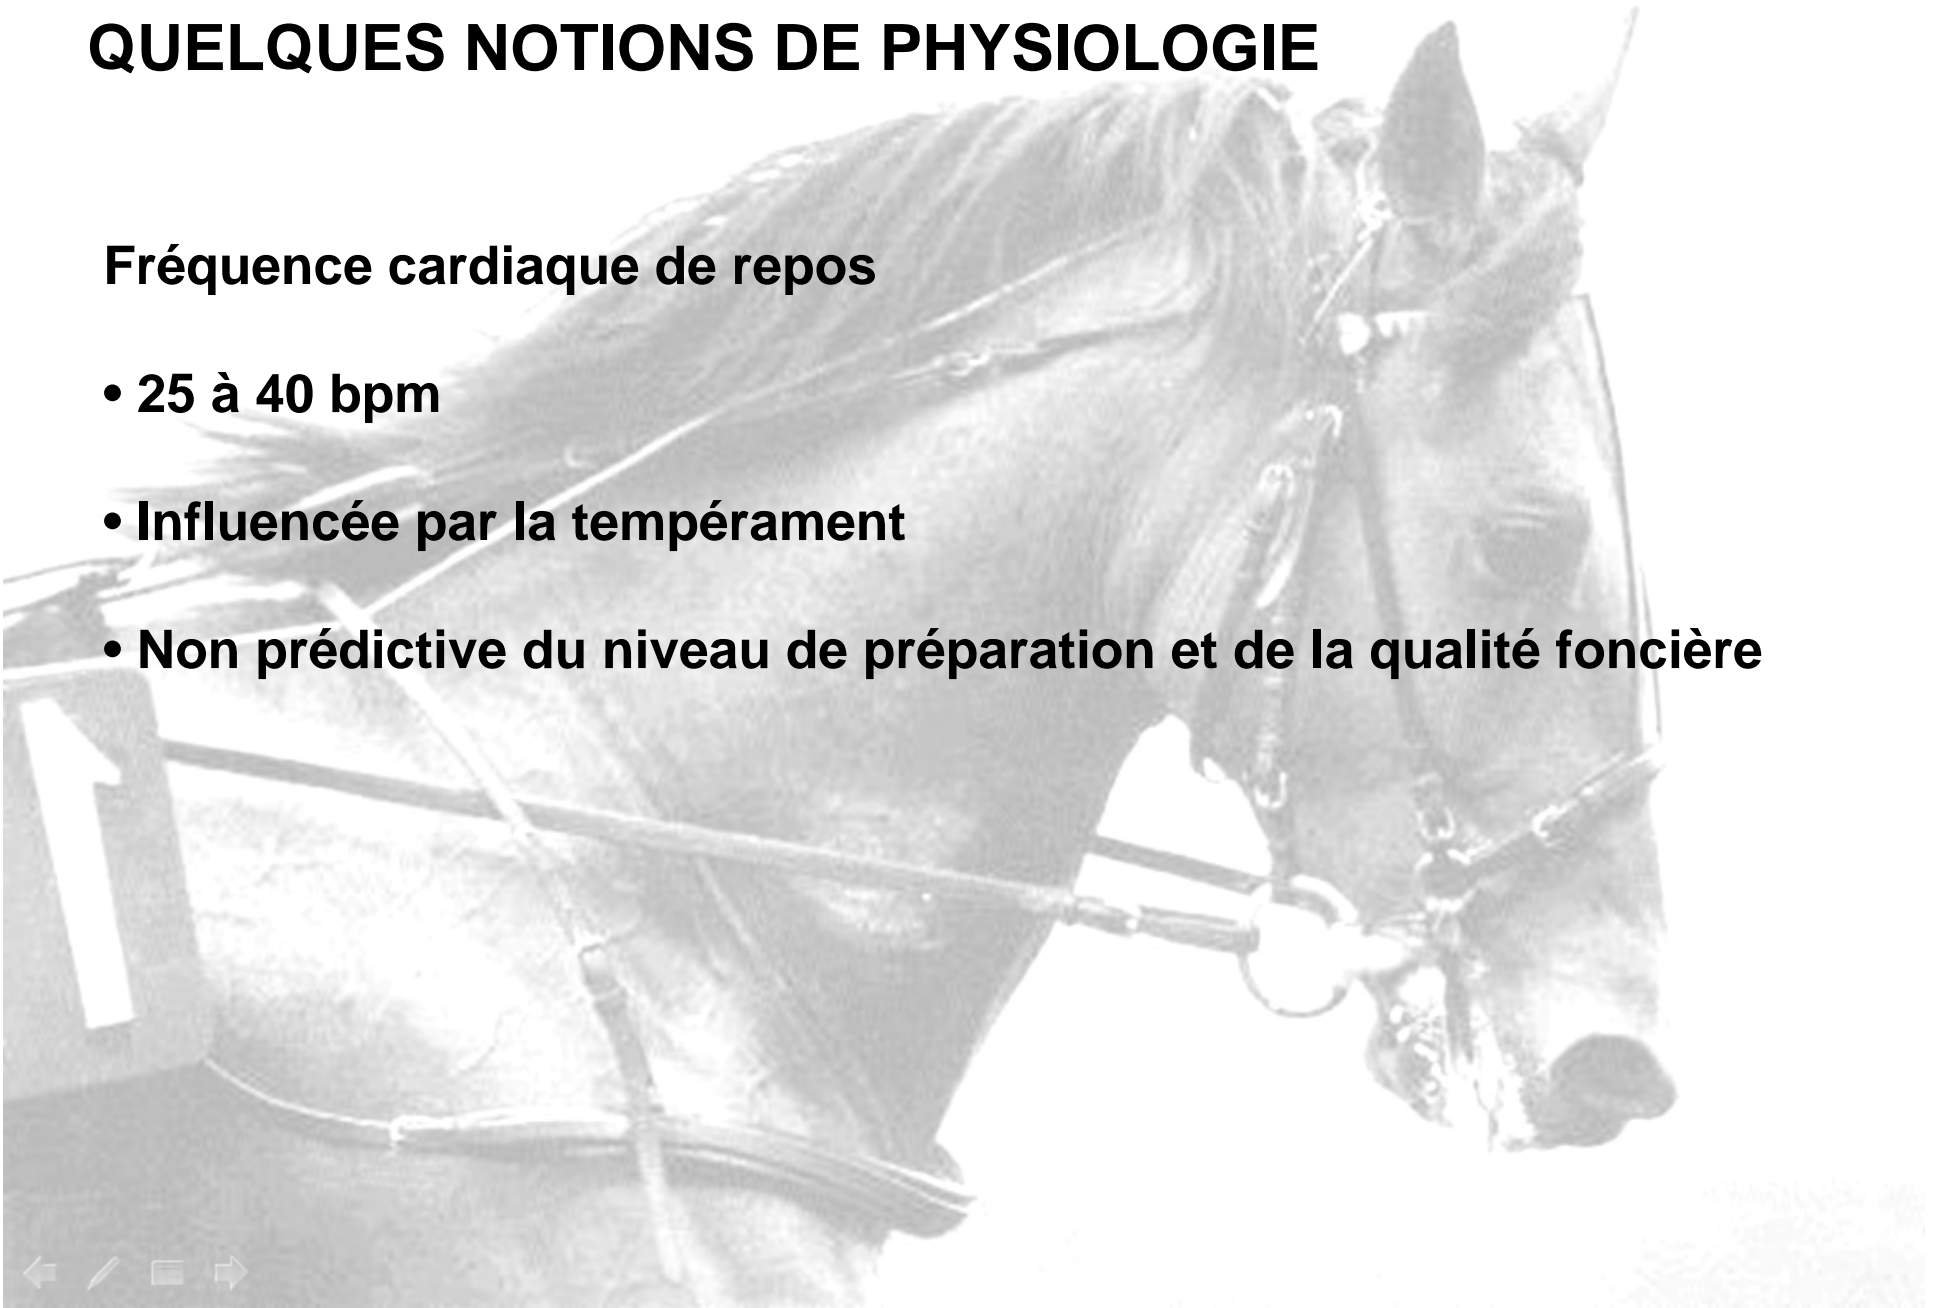 QUELQUES NOTIONS DE PHYSIOLOGIE
Fréquence cardiaque de repos
• 25 à 40 bpm
• Influencée par la tempérament
• Non prédictive du niveau de préparation et de la qualité foncière
1